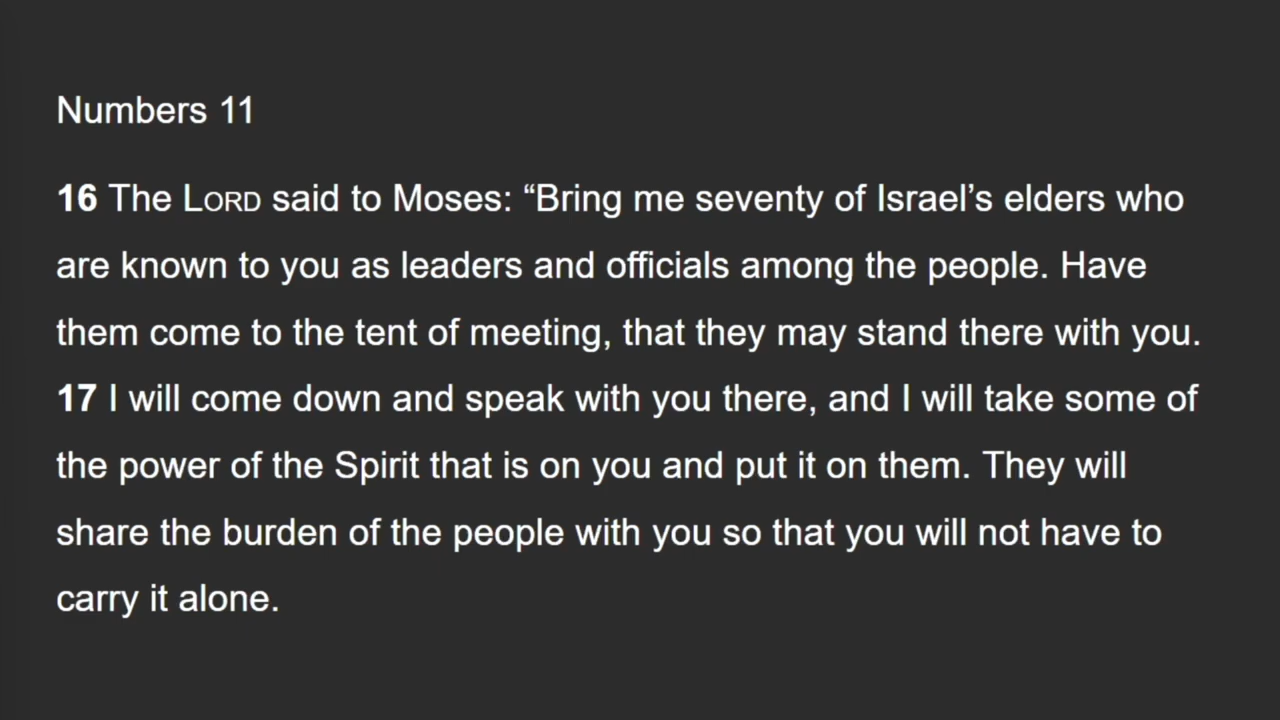 Numbers 11
16 The LORD said to Moses: “Bring me seventy of Israel’s elders who
are known to you as leaders and officials among the people. Have
them come to the tent of meeting, that they may stand there with you.
17 I will come down and speak with you there, and I will take some of
the power of the Spirit that is on you and put it on them. They will
share the burden of the people with you so that you will not have to
carry it alone.